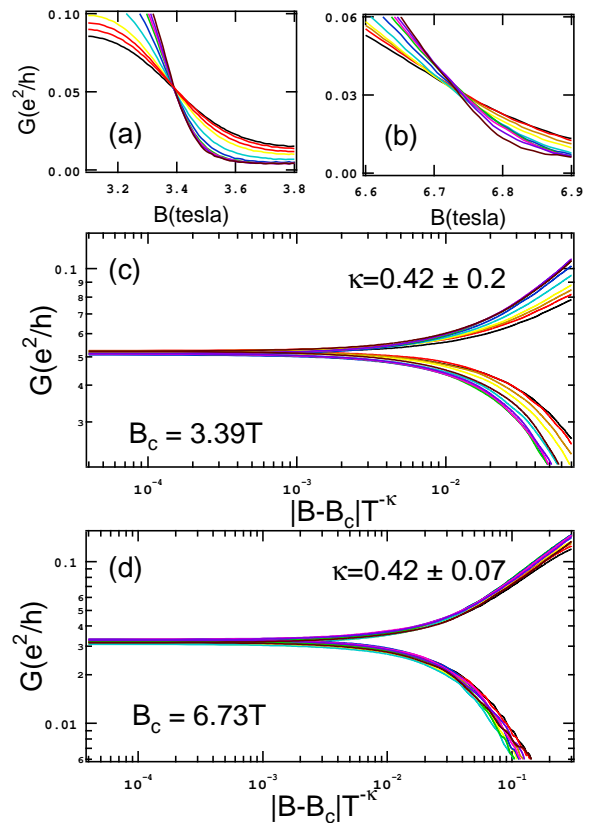 G(e²/h)
0.10
0.05
0.00
(a)
3.2
3.4
3.6
3.8
B(tesla)
0.06
0.03
0.00
(b)
6.6
6.7
6.8
6.9
B(tesla)
(c)
κ=0.42 ± 0.2
G(e²/h)
0.1
9
8
7
6
5
4
3
B_c = 3.39T
10⁻⁴
10⁻³
10⁻²
|B-B_c|T^-κ
(d)
κ=0.42 ± 0.07
G(e²/h)
0.1
6
5
4
3
2
0.01
8
6
B_c = 6.73T
10⁻⁴
10⁻³
10⁻²
10⁻¹
|B-B_c|T^-κ